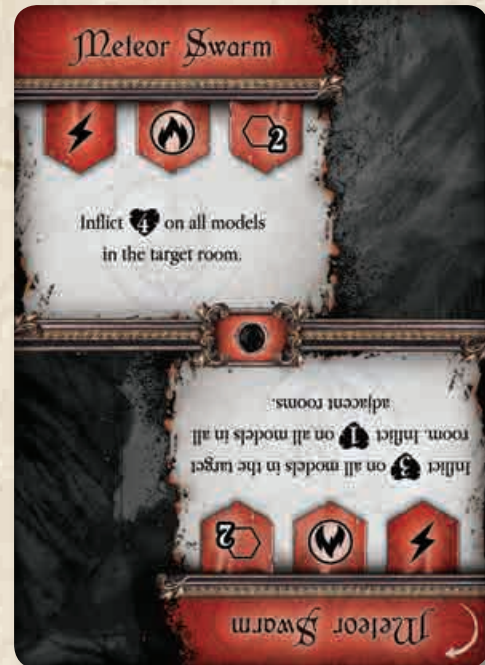 Meteor Swarm
2
Inflict 4 on all models
in the target room.
Meteor Swarm
2
Inflict 5 on all models in the target
room. Inflict 1 on all models in all
adjacent rooms.